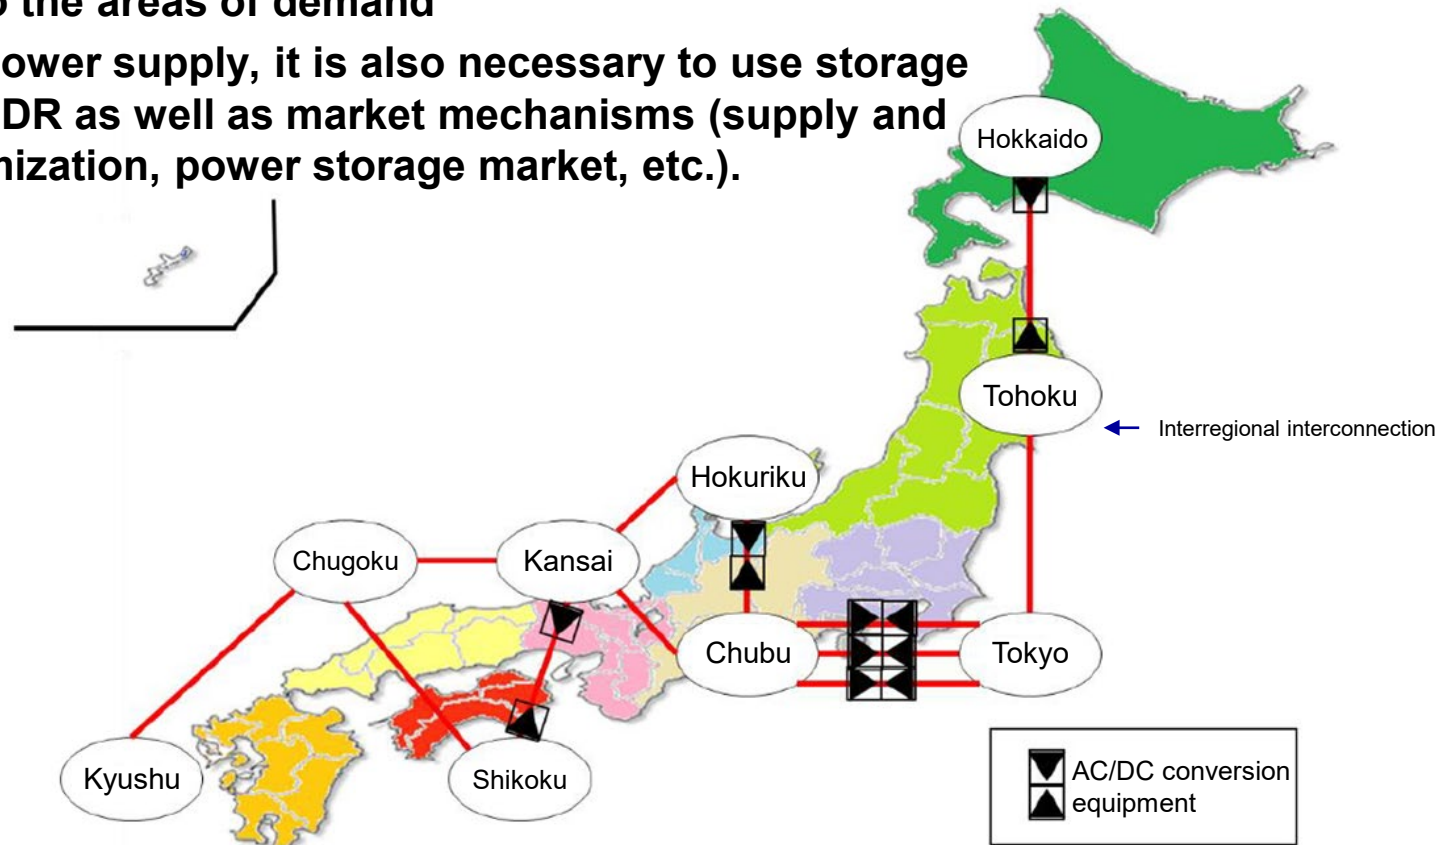 the areas of demand
ower supply, it is also necessary to use storage
DR as well as market mechanisms (supply and
mization, power storage market, etc.).
Hokkaido
Tohoku
Interregional interconnection
Hokuriku
Chugoku
Kansai
Chubu
Tokyo
Kyushu
Shikoku
AC/DC conversion
equipment